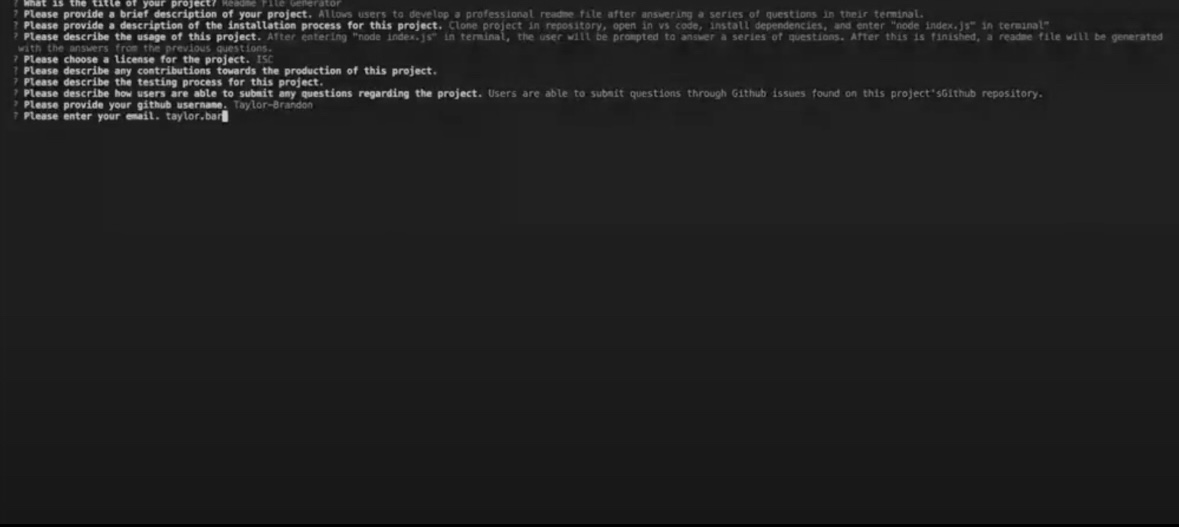 ? What is the title of your project? Readme File Generator
? Please provide a brief description of your project. Allows users to develop a professional readme file after answering a series of questions in their terminal.
? Please provide a description of the installation process for this project. Clone project in repository, open in vs code, install dependencies, and enter "node index.js" in terminal"
? Please describe the usage of this project. After entering "node index.js" in terminal, the user will be prompted to answer a series of questions. After this is finished, a readme file will be generated
with the answers from the previous questions.
? Please choose a license for the project. ISC
? Please describe any contributions towards the production of this project.
? Please describe the testing process for this project.
? Please describe how users are able to submit any questions regarding the project. Users are able to submit questions through Github issues found on this project'sGithub repository.
? Please provide your github username. Taylor-Brandon
? Please enter your email. taylor.bar